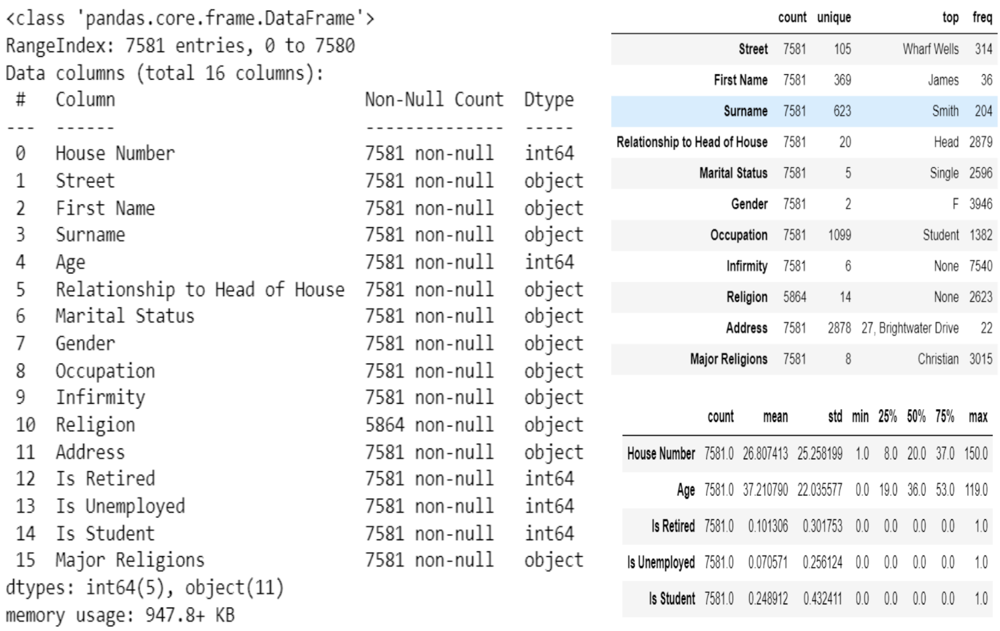 <class 'pandas.core.frame.DataFrame'>
RangeIndex: 7581 entries, 0 to 7580
Data columns (total 16 columns):
# Column Non-Null Count Dtype
--- ------ -------------- -----
0 House Number 7581 non-null int64
1 Street 7581 non-null object
2 First Name 7581 non-null object
3 Surname 7581 non-null object
4 Age 7581 non-null int64
5 Relationship to Head of House 7581 non-null object
6 Marital Status 7581 non-null object
7 Gender 7581 non-null object
8 Occupation 7581 non-null object
9 Infirmity 7581 non-null object
10 Religion 5864 non-null object
11 Address 7581 non-null object
12 Is Retired 7581 non-null int64
13 Is Unemployed 7581 non-null int64
14 Is Student 7581 non-null int64
15 Major Religions 7581 non-null object
dtypes: int64(5), object(11)
memory usage: 947.8+ KB
count unique top freq
Street 7581 105 Wharf Wells 314
First Name 7581 369 James 36
Surname 7581 623 Smith 204
Relationship to Head of House 7581 20 Head 2879
Marital Status 7581 5 Single 2596
Gender 7581 2 F 3946
Occupation 7581 1099 Student 1382
Infirmity 7581 6 None 7540
Religion 5864 14 None 2623
Address 7581 2878 27, Brightwater Drive 22
Major Religions 7581 8 Christian 3015
count mean std min 25% 50% 75% max
House Number 7581.0 26.807413 25.258199 1.0 8.0 20.0 37.0 150.0
Age 7581.0 37.210790 22.035577 0.0 19.0 36.0 53.0 119.0
Is Retired 7581.0 0.101306 0.301753 0.0 0.0 0.0 0.0 1.0
Is Unemployed 7581.0 0.070571 0.256124 0.0 0.0 0.0 0.0 1.0
Is Student 7581.0 0.248912 0.432411 0.0 0.0 0.0 0.0 1.0